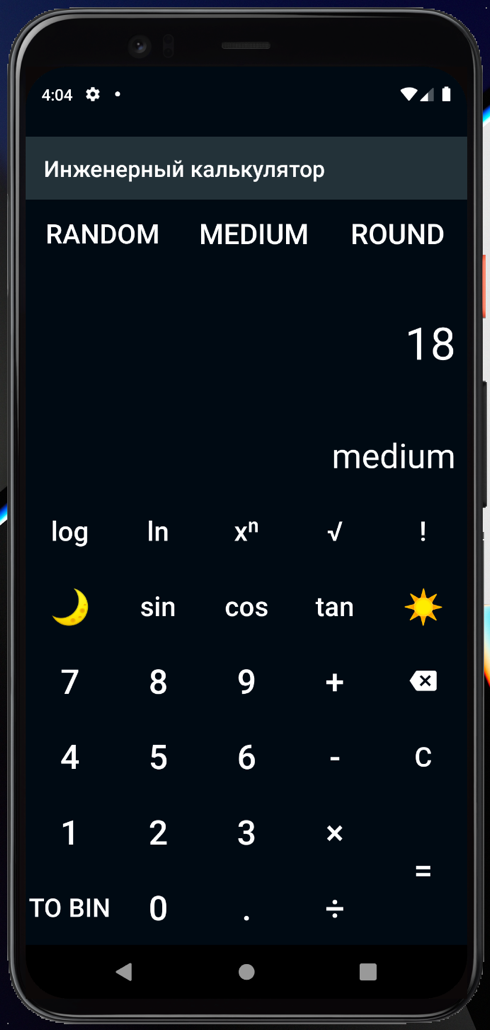 4:04
Инженерный калькулятор
RANDOM MEDIUM ROUND
18
medium
log ln xⁿ √ !
sin cos tan
7 8 9 +
4 5 6 - C
1 2 3 ×
=
TO BIN 0 . ÷